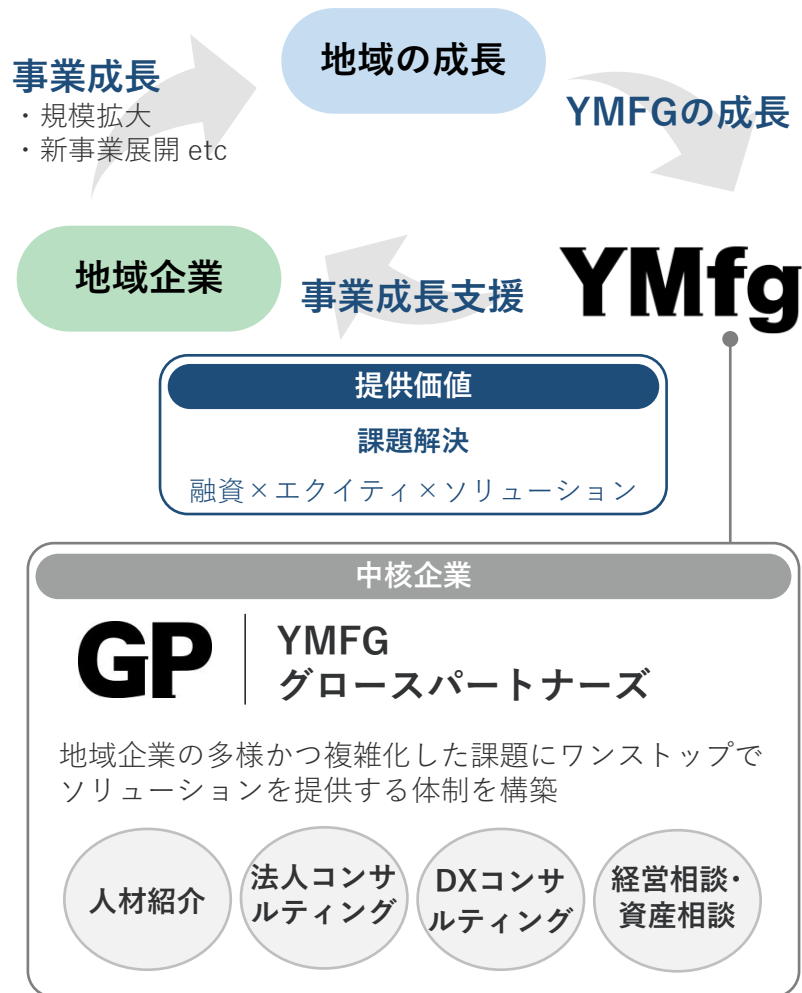 地域の成長
事業成長
・規模拡大
・新事業展開 etc
YMFGの成長
地域企業
事業成長支援
YMfg
提供価値
課題解決
融資×エクイティ×ソリューション
中核企業
GP
YMFG
グロースパートナーズ
地域企業の多様かつ複雑化した課題にワンストップで
ソリューションを提供する体制を構築
人材紹介
法人コンサ
ルティング
DXコンサ
ルティング
経営相談・
資産相談